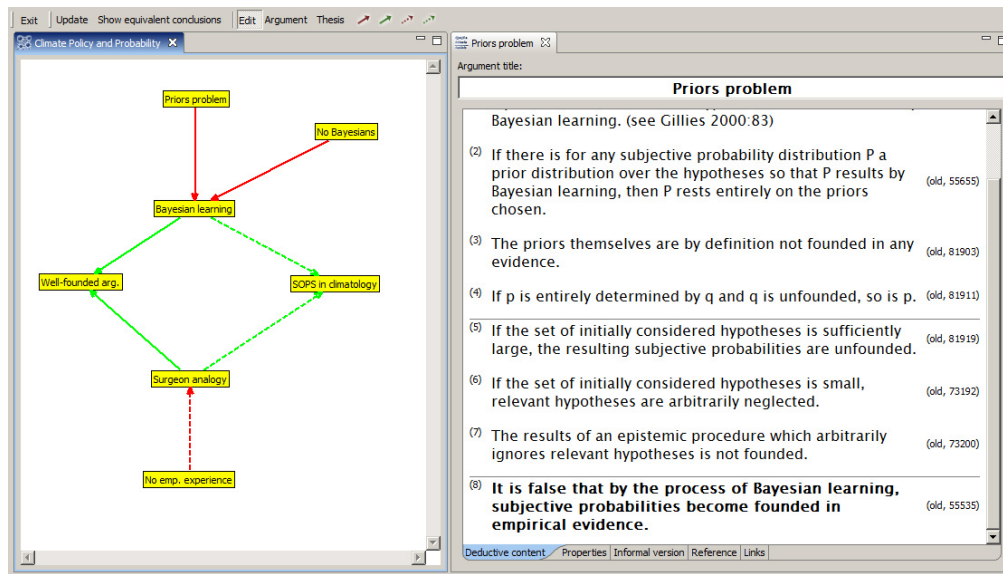 Exit Update Show equivalent conclusions Edit Argument Thesis
Climate Policy and Probability
Priors problem
No Bayesians
Bayesian learning
Well-founded arg.
SOPS in climatology
Surgeon analogy
No emp. experience
Priors problem
Argument title:
Priors problem
Bayesian learning. (see Gillies 2000:83)
(2) If there is for any subjective probability distribution P a
prior distribution over the hypotheses so that P results by
(old, 55655)
Bayesian learning, then P rests entirely on the priors
chosen.
(3) The priors themselves are by definition not founded in any
(old, 81903)
evidence.
(4) If p is entirely determined by q and q is unfounded, so is p. (old, 81911)
(5) If the set of initially considered hypotheses is sufficiently
(old, 81919)
large, the resulting subjective probabilities are unfounded.
(6) If the set of initially considered hypotheses is small,
(old, 73192)
relevant hypotheses are arbitrarily neglected.
(7) The results of an epistemic procedure which arbitrarily
(old, 73200)
ignores relevant hypotheses is not founded.
(8) It is false that by the process of Bayesian learning,
subjective probabilities become founded in
(old, 55535)
empirical evidence.
Deductive content Properties Informal version Reference Links